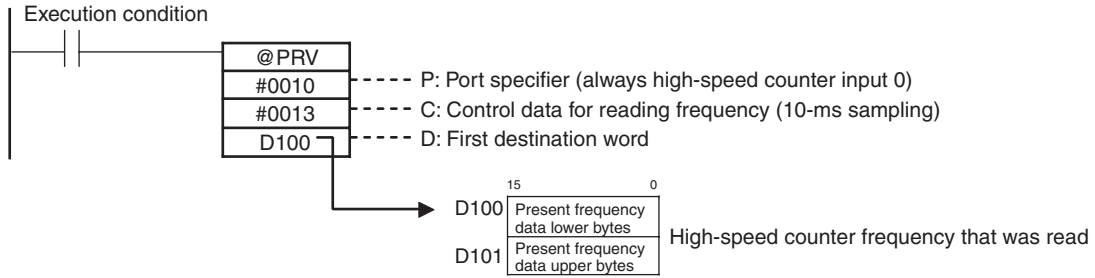 Execution condition
@PRV
#0010 P: Port specifier (always high-speed counter input 0)
#0013 C: Control data for reading frequency (10-ms sampling)
D100 D: First destination word
15 0
D100 Present frequency
data lower bytes
D101 Present frequency
data upper bytes
High-speed counter frequency that was read